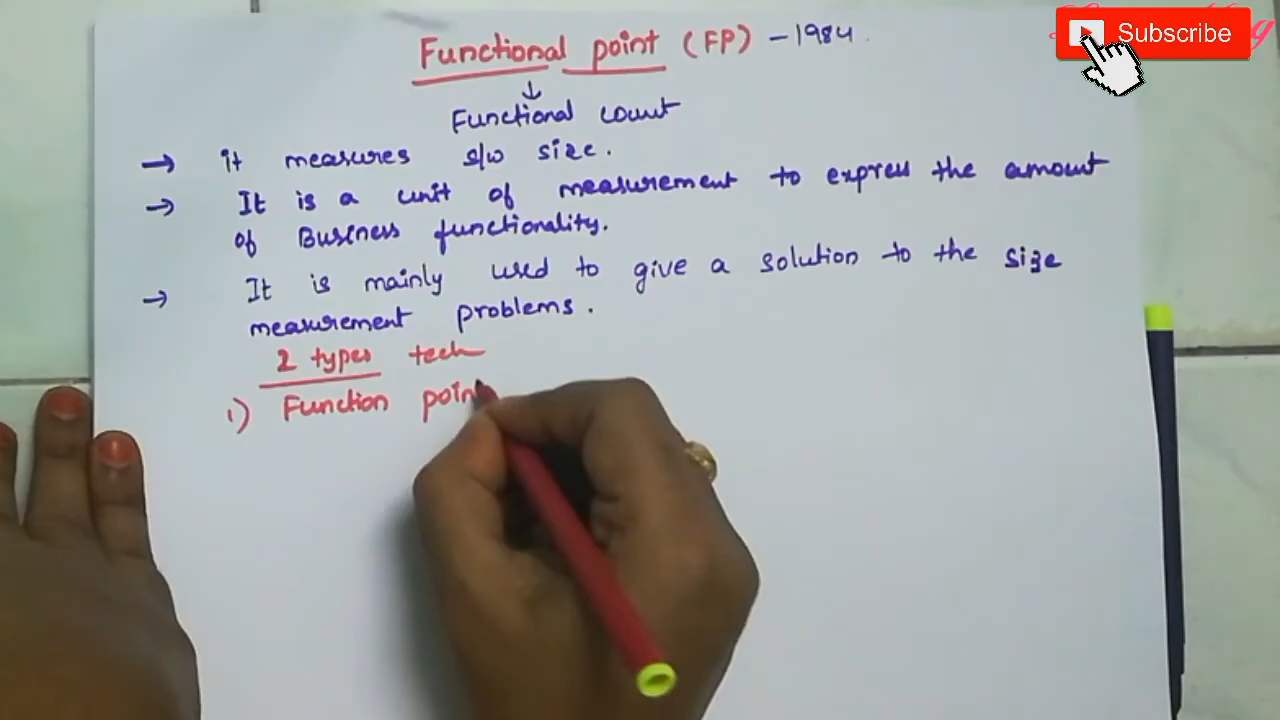 Subscribe
Functional point (FP) - 1984
↓
Functional count
→ it measures s/w size.
→ It is a unit of measurement to express the amount
of Business functionality.
→ It is mainly used to give a solution to the size
measurement problems.
2 types tech
1) Function poin